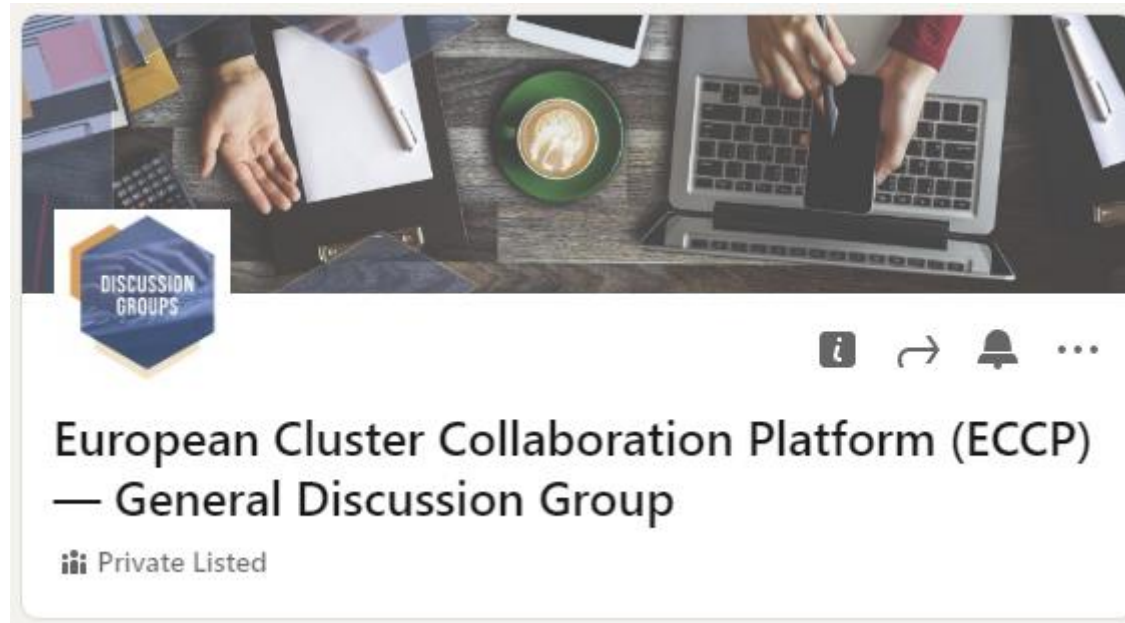 DISCUSSION
GROUPS
European Cluster Collaboration Platform (ECCP)
— General Discussion Group
Private Listed